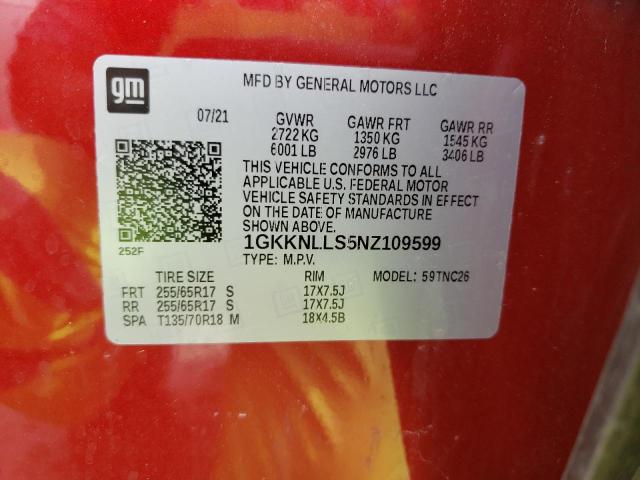 gm
MFD BY GENERAL MOTORS LLC
07/21 GVWR GAWR FRT GAWR RR
2722 KG 1350 KG 1545 KG
6001 LB 2976 LB 3406 LB
THIS VEHICLE CONFORMS TO ALL
APPLICABLE U.S. FEDERAL MOTOR
VEHICLE SAFETY STANDARDS IN EFFECT
ON THE DATE OF MANUFACTURE
SHOWN ABOVE.
252F
1GKKNLLS5NZ109599
TYPE: M.P.V.
TIRE SIZE RIM MODEL: 59TNC26
FRT 255/65R17 S 17X7.5J
RR 255/65R17 S 17X7.5J
SPA T135/70R18 M 18X4.5B